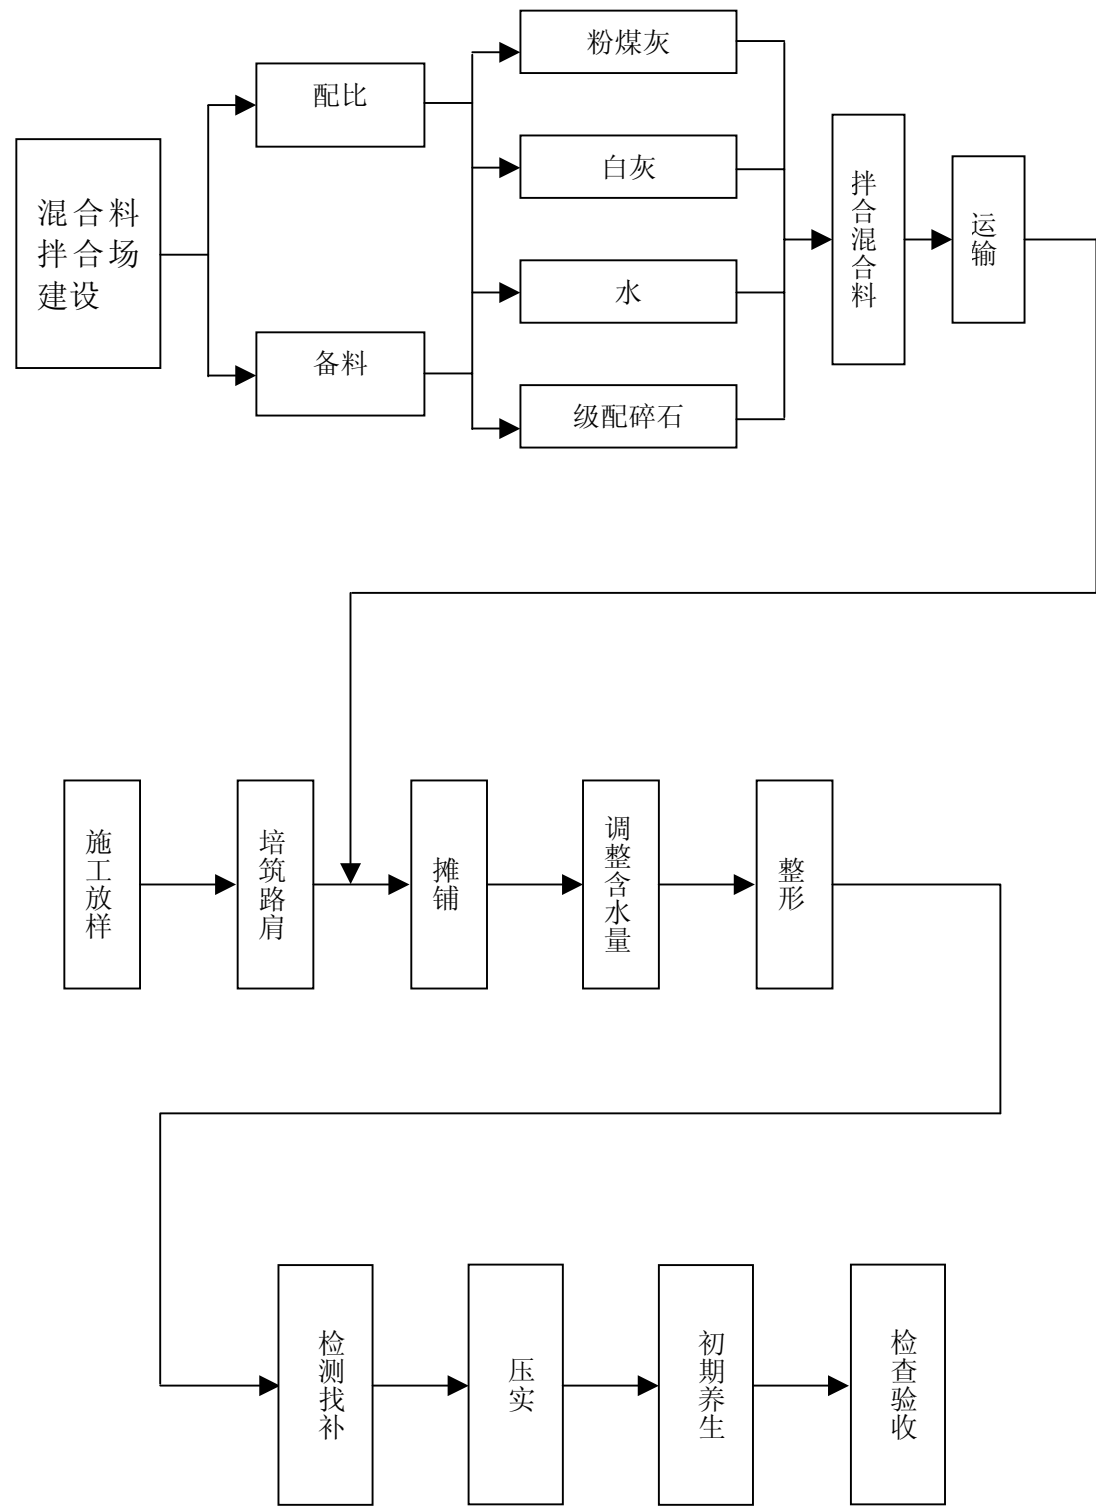 粉煤灰
配比
白灰
混合料
拌合场
建设
拌合混合料
运输
水
备料
级配碎石
施工放样
培筑路肩
摊铺
调整含水量
整形
检测找补
压实
初期养生
检查验收